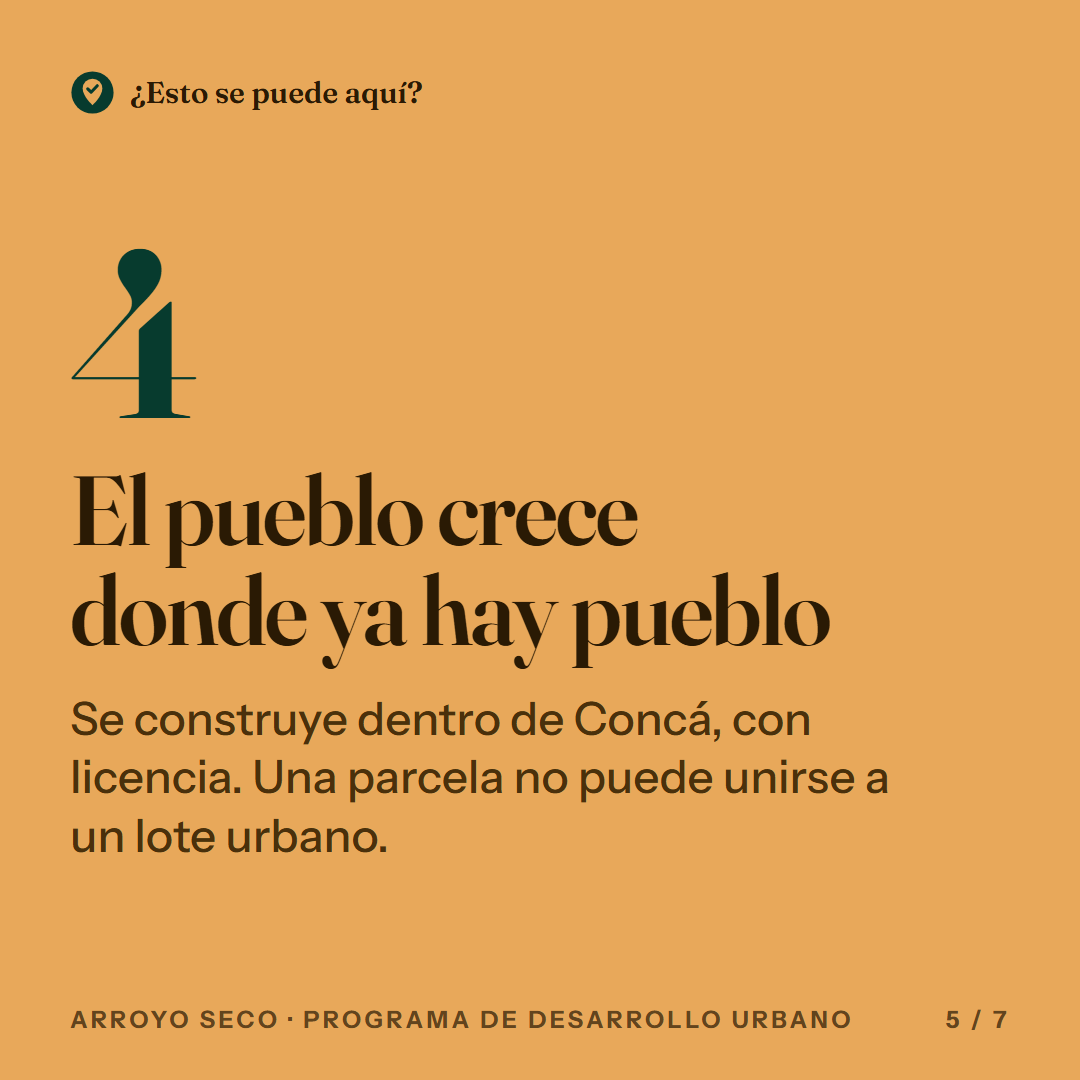 ¿Esto se puede aquí?
4
El pueblo crece
donde ya hay pueblo
Se construye dentro de Concá, con
licencia. Una parcela no puede unirse a
un lote urbano.
ARROYO SECO · PROGRAMA DE DESARROLLO URBANO 5 / 7